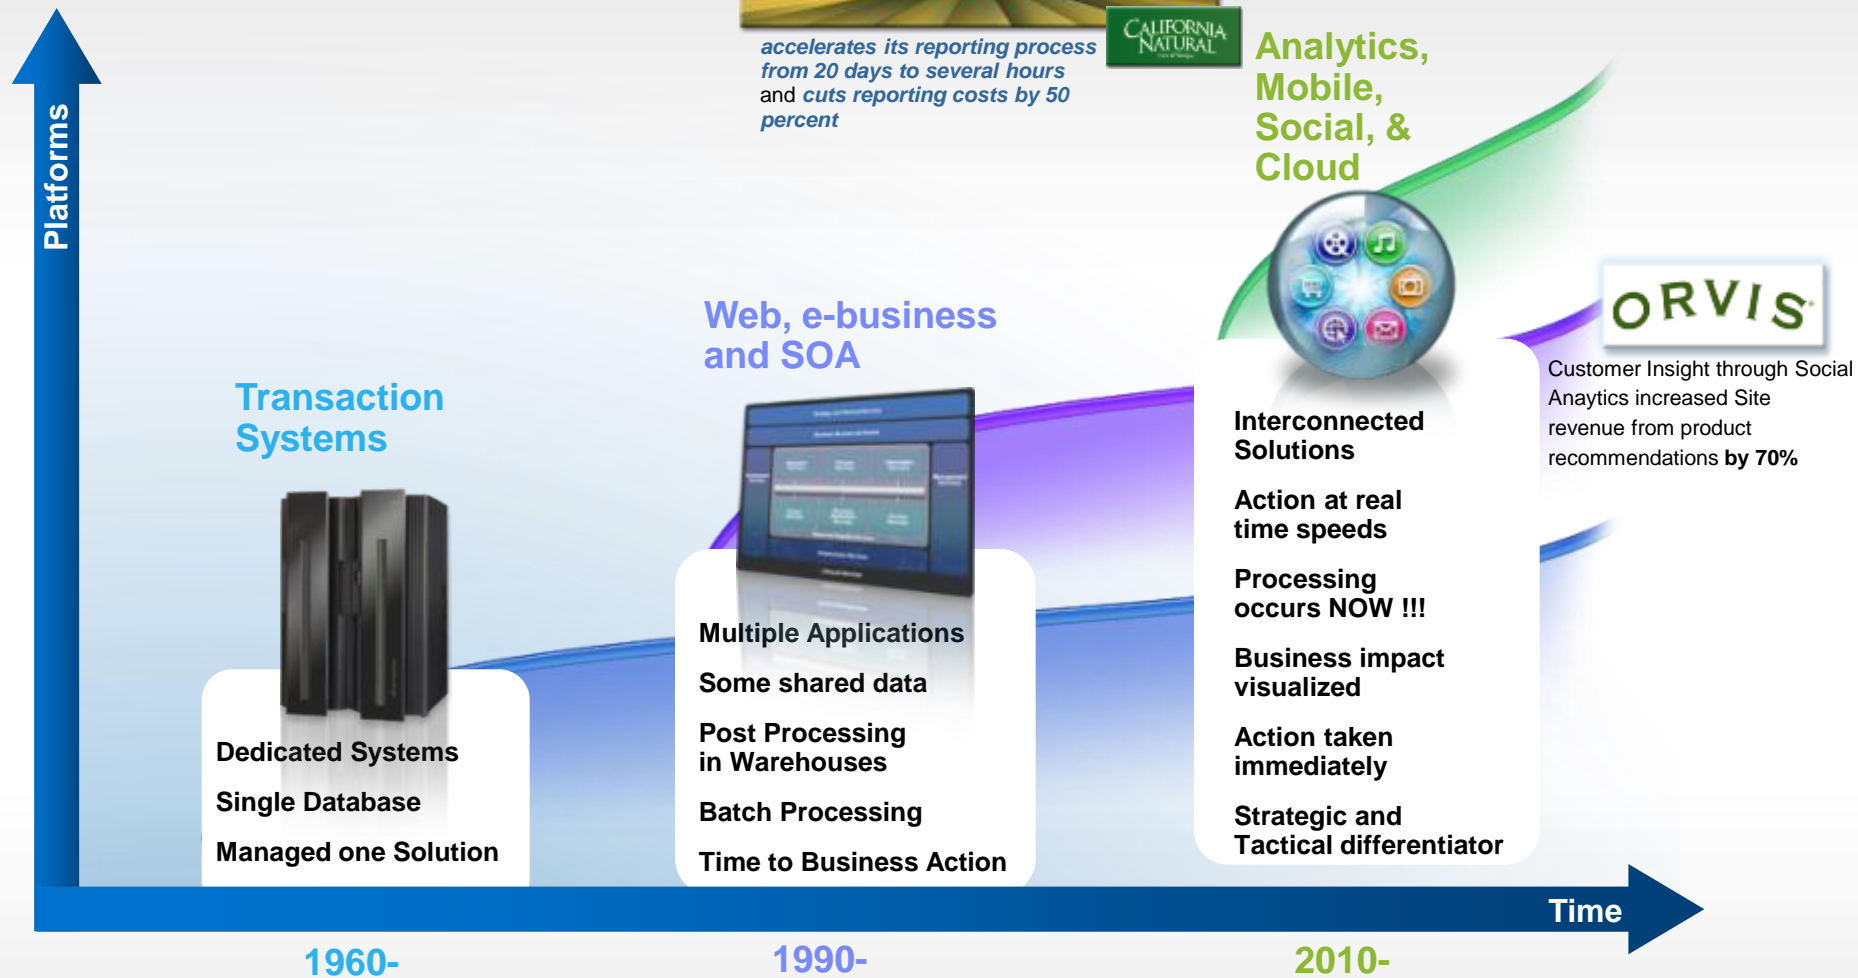 CALIFORNIA
NATURAL
accelerates its reporting process
from 20 days to several hours
and cuts reporting costs by 50
percent
Analytics,
Mobile,
Social, &
Cloud
Platforms
ORVIS
Customer Insight through Social
Anaytics increased Site
revenue from product
recommendations by 70%
Web, e-business
and SOA
Transaction
Systems
Dedicated Systems
Single Database
Managed one Solution
Multiple Applications
Some shared data
Post Processing
in Warehouses
Batch Processing
Time to Business Action
Interconnected
Solutions
Action at real
time speeds
Processing
occurs NOW !!!
Business impact
visualized
Action taken
immediately
Strategic and
Tactical differentiator
Time
1960-
1990-
2010-